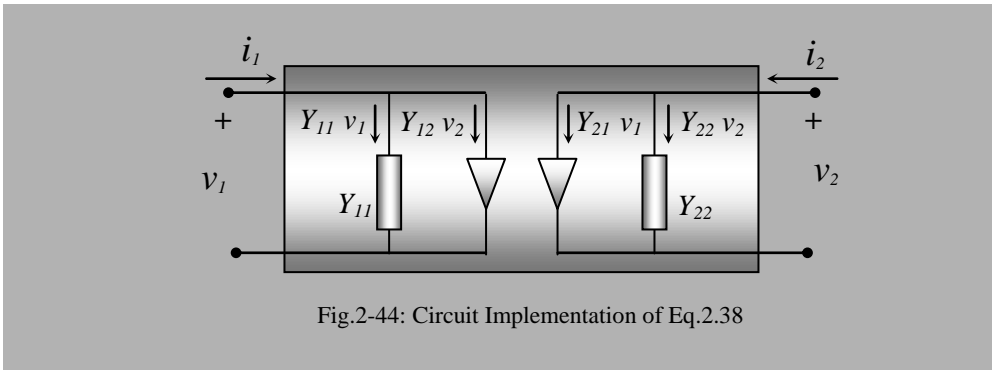 i₁ i₂
+ Y₁₁ v₁ Y₁₂ v₂ Y₂₁ v₁ Y₂₂ v₂ +
v₁ v₂
Y₁₁ Y₂₂
Fig.2-44: Circuit Implementation of Eq.2.38